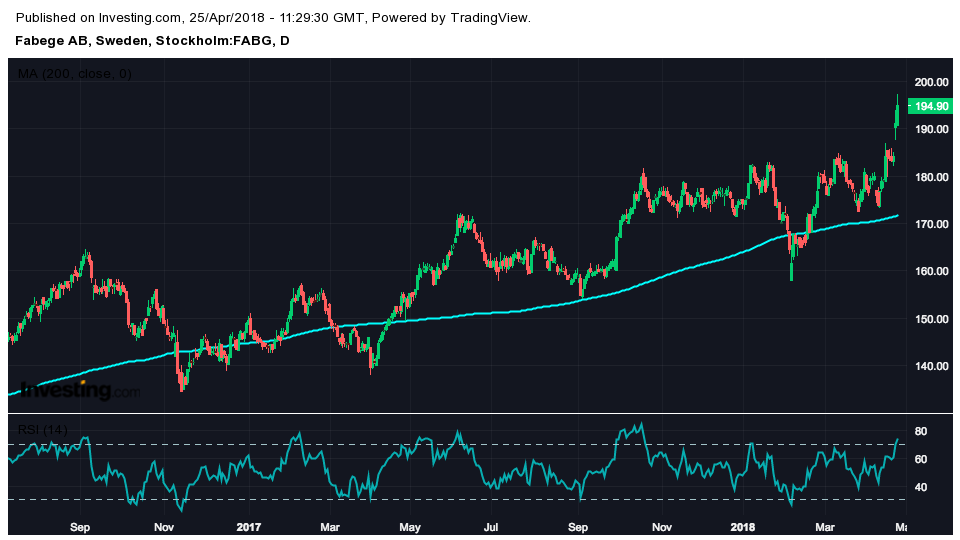 Published on Investing.com, 25/Apr/2018 - 11:29:30 GMT, Powered by TradingView.
Fabege AB, Sweden, Stockholm:FABG, D
MA (200, close, 0)
200.00
194.90
190.00
180.00
170.00
160.00
150.00
140.00
Investing.com
RSI (14)
80
60
40
Sep Nov 2017 Mar May Jul Sep Nov 2018 Mar Ma